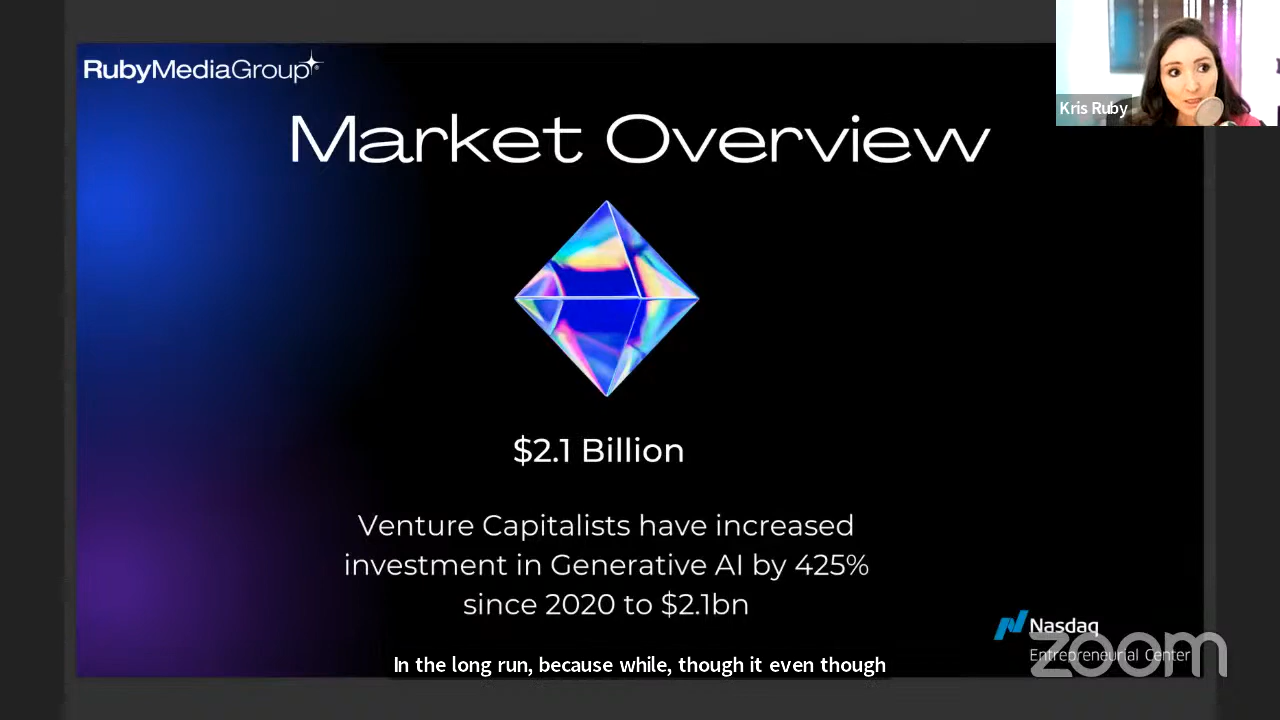 RubyMediaGroup
Kris Ruby
Market Overview
$2.1 Billion
Venture Capitalists have increased
investment in Generative AI by 425%
since 2020 to $2.1bn
Nasdaq
Entrepreneurial Center
zoom
In the long run, because while, though it even though